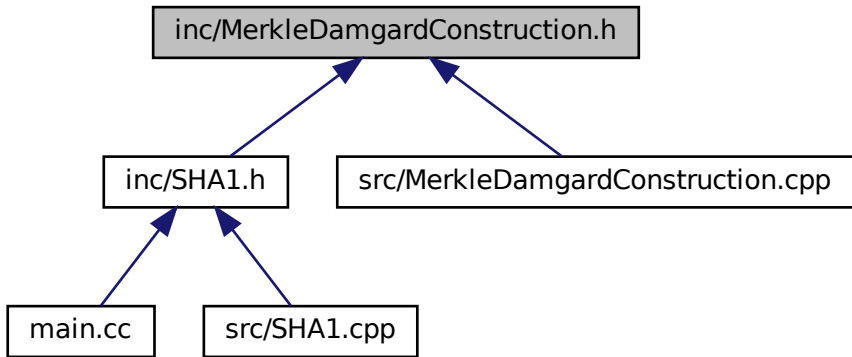 inc/MerkleDamgardConstruction.h
inc/SHA1.h
src/MerkleDamgardConstruction.cpp
main.cc
src/SHA1.cpp